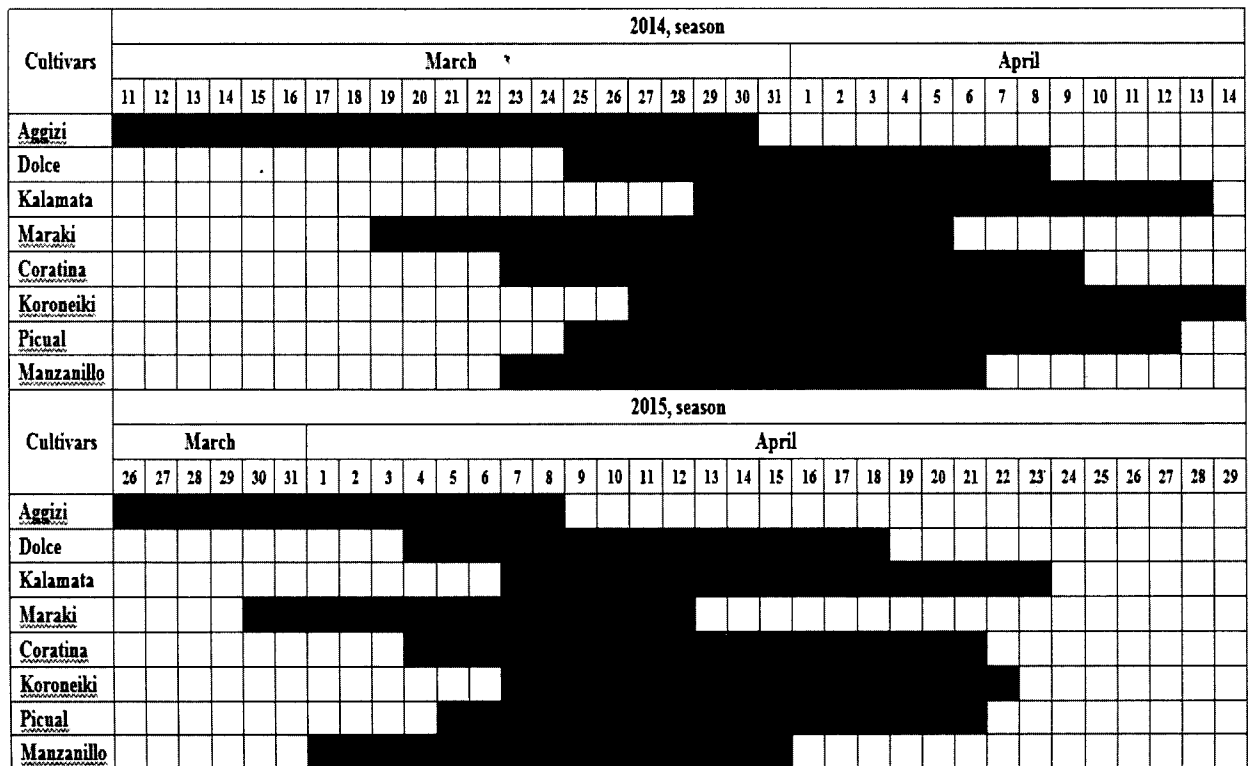 2014, season
Cultivars March April
11 12 13 14 15 16 17 18 19 20 21 22 23 24 25 26 27 28 29 30 31 1 2 3 4 5 6 7 8 9 10 11 12 13 14
Aggizi
Dolce
Kalamata
Maraki
Coratina
Koroneiki
Picual
Manzanillo
2015, season
Cultivars March April
26 27 28 29 30 31 1 2 3 4 5 6 7 8 9 10 11 12 13 14 15 16 17 18 19 20 21 22 23 24 25 26 27 28 29
Aggizi
Dolce
Kalamata
Maraki
Coratina
Koroneiki
Picual
Manzanillo